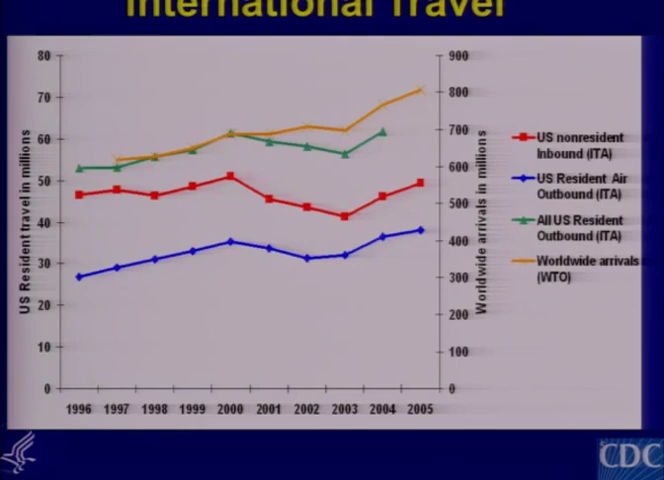 International Travel
80
70
60
50
40
30
20
10
0
US Resident travel in millions
900
800
700
600
500
400
300
200
100
0
Worldwide arrivals in millions
1996 1997 1998 1999 2000 2001 2002 2003 2004 2005
US nonresident
Inbound (ITA)
US Resident Air
Outbound (ITA)
All US Resident
Outbound (ITA)
Worldwide arrivals
(WTO)
CDC